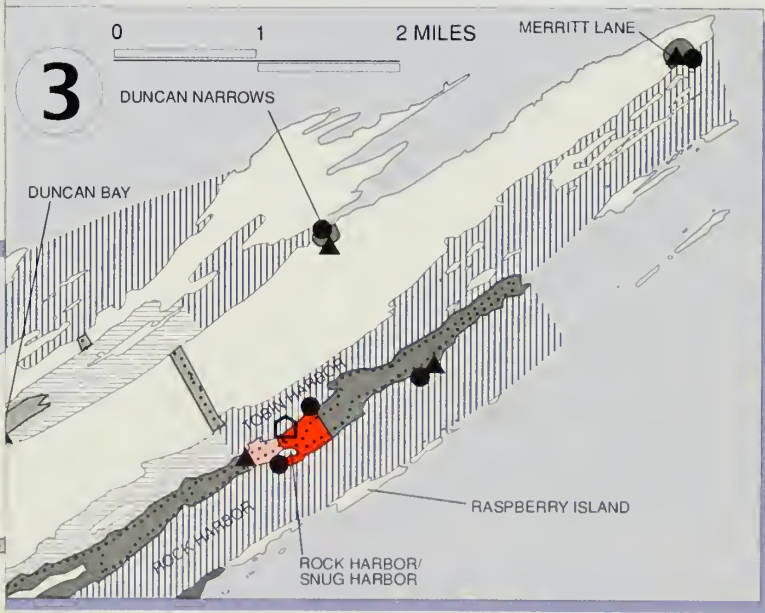 0 1 2 MILES
MERRITT LANE
3
DUNCAN NARROWS
DUNCAN BAY
TOBIN HARBOR
RASPBERRY ISLAND
ROCK HARBOR
ROCK HARBOR/
SNUG HARBOR